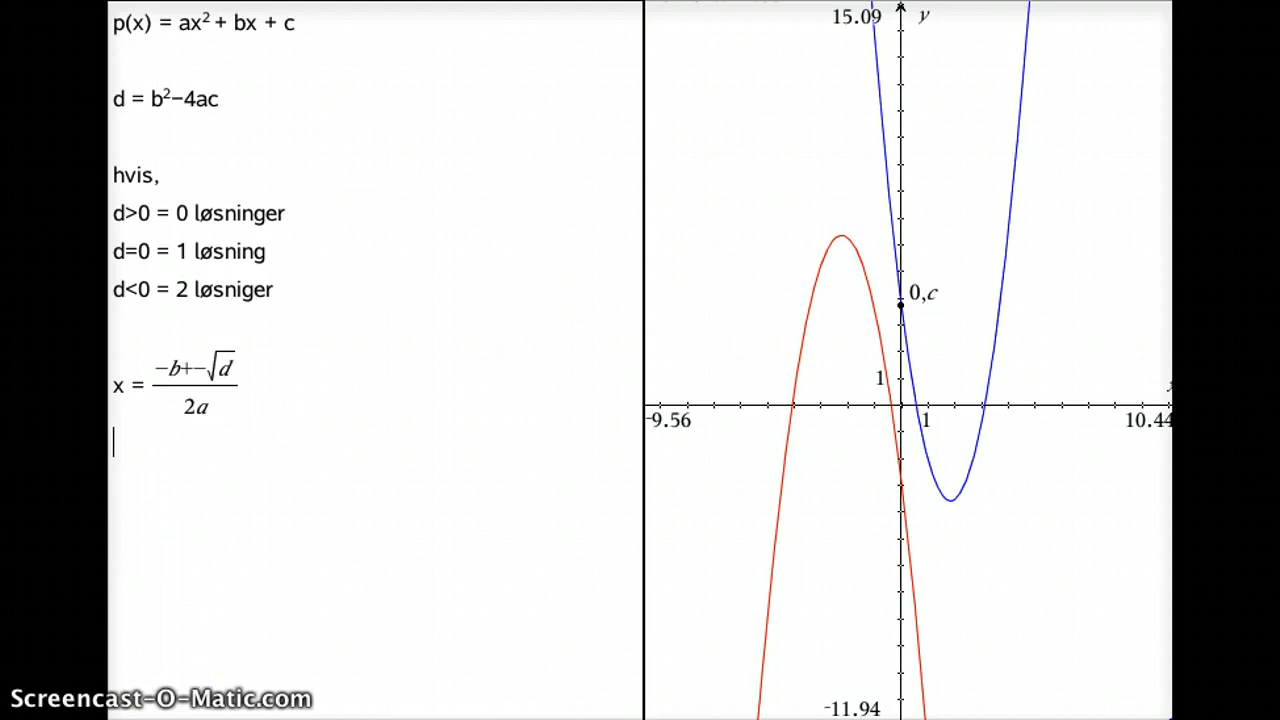 p(x) = ax² + bx + c
d = b²−4ac
hvis,
d>0 = 0 løsninger
d=0 = 1 løsning
d<0 = 2 løsniger
x = (−b+−√d)/2a
15.09
y
0,c
1
-9.56
1
10.44
-11.94
Screencast-O-Matic.com